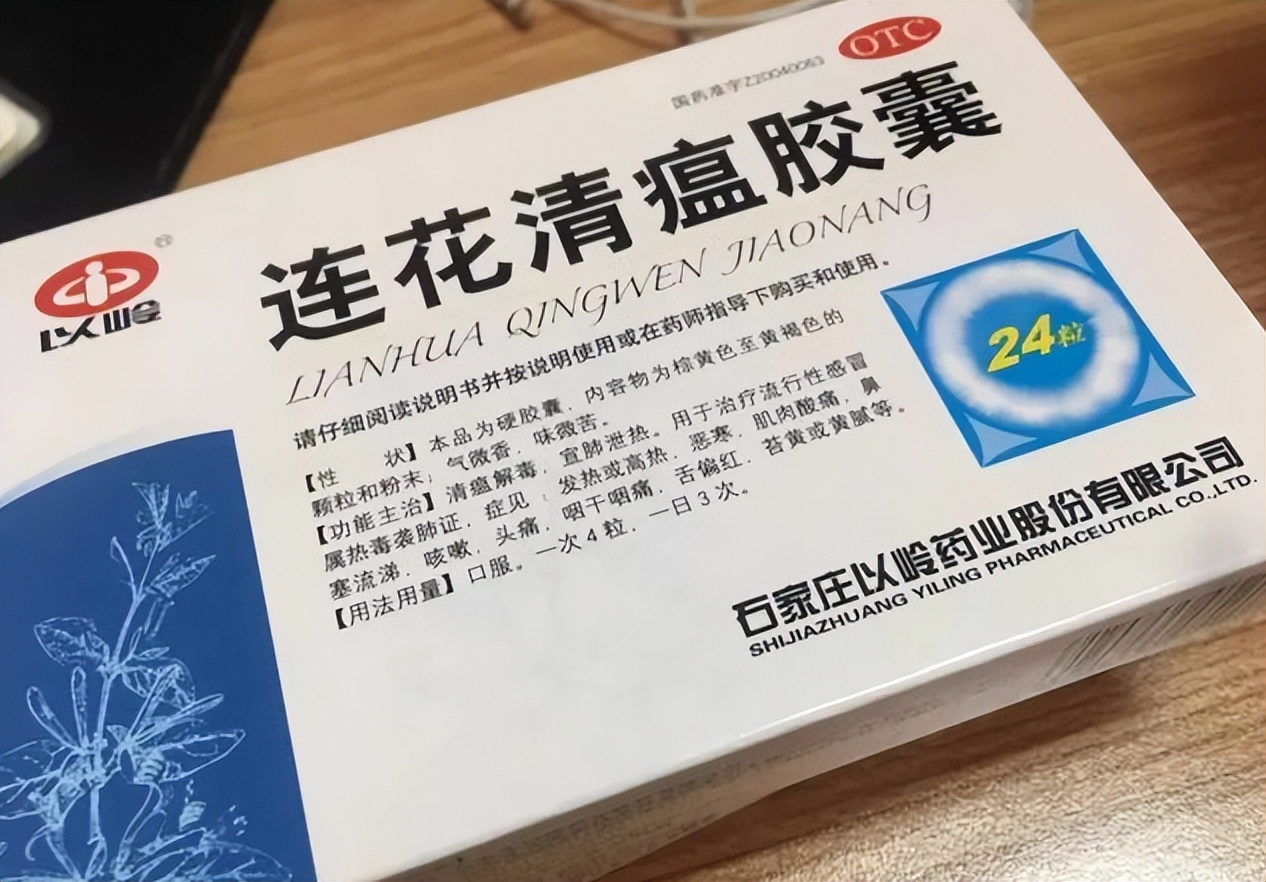 OTC
国药准字Z20040063
以岭
®
连花清瘟胶囊
LIANHUA QINGWEN JIAONANG
请仔细阅读说明书并按说明使用或在药师指导下购买和使用。
【性 状】本品为硬胶囊，内容物为棕黄色至黄褐色的
颗粒和粉末；气微香，味微苦。
【功能主治】清瘟解毒，宣肺泄热。用于治疗流行性感冒
属热毒袭肺证，症见：发热或高热，恶寒，肌肉酸痛，鼻
塞流涕，咳嗽，头痛，咽干咽痛，舌偏红，苔黄或黄腻等。
【用法用量】口服。一次4粒，一日3次。
24粒
石家庄以岭药业股份有限公司
SHIJIAZHUANG YILING PHARMACEUTICAL CO.,LTD.